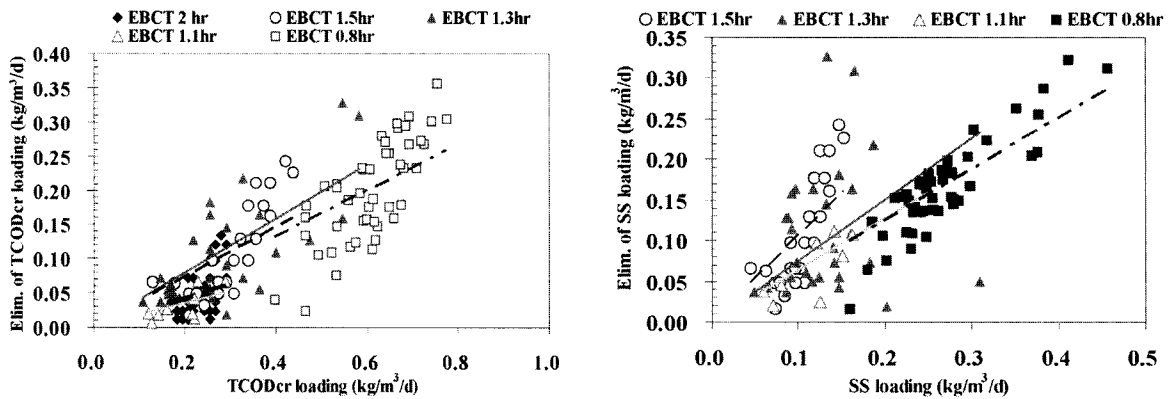 EBCT 2 hr EBCT 1.5hr EBCT 1.3hr
EBCT 1.1hr EBCT 0.8hr
Elim. of TCODcr loading (kg/m³/d)
0.40
0.35
0.30
0.25
0.20
0.15
0.10
0.05
0.00
0.0 0.2 0.4 0.6 0.8 1.0
TCODcr loading (kg/m³/d)
EBCT 1.5hr EBCT 1.3hr EBCT 1.1hr EBCT 0.8hr
Elim. of SS loading (kg/m³/d)
0.35
0.30
0.25
0.20
0.15
0.10
0.05
0.00
0.0 0.1 0.2 0.3 0.4 0.5
SS loading (kg/m³/d)